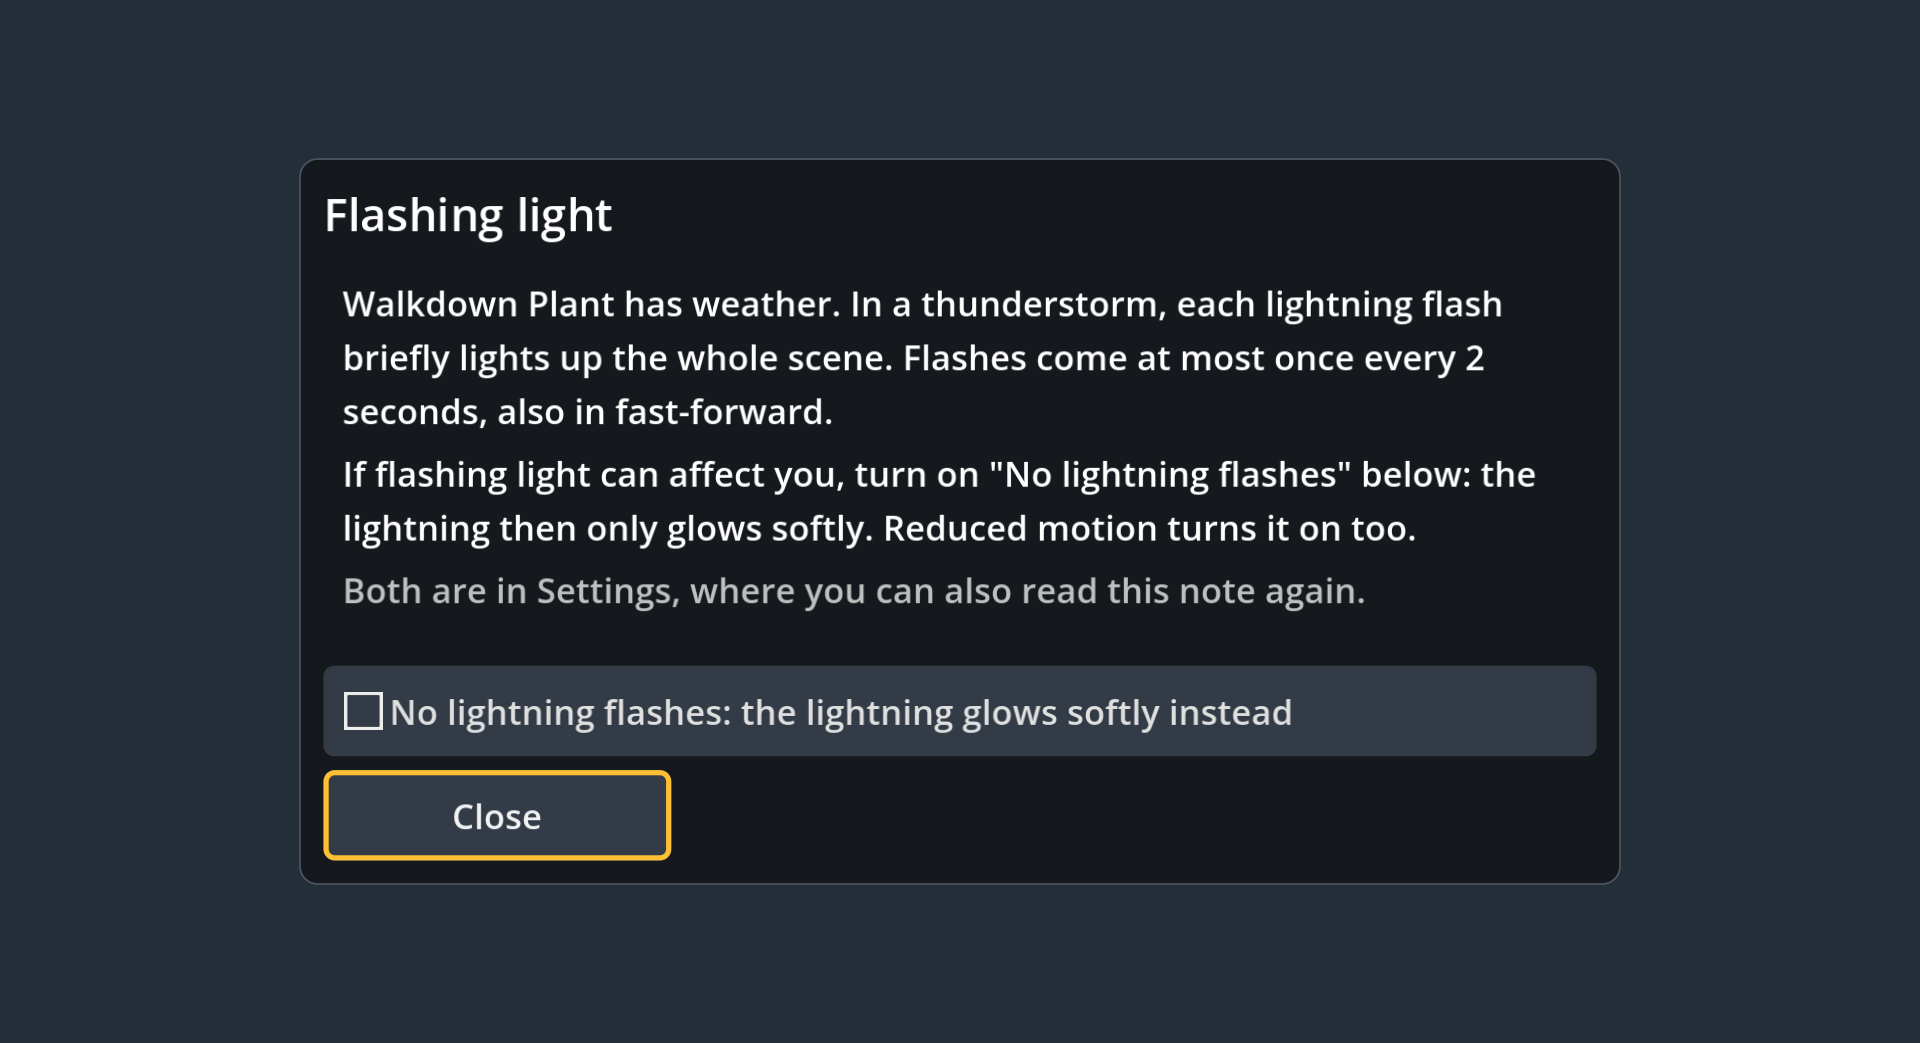 Flashing light
Walkdown Plant has weather. In a thunderstorm, each lightning flash
briefly lights up the whole scene. Flashes come at most once every 2
seconds, also in fast-forward.
If flashing light can affect you, turn on "No lightning flashes" below: the
lightning then only glows softly. Reduced motion turns it on too.
Both are in Settings, where you can also read this note again.
No lightning flashes: the lightning glows softly instead
Close